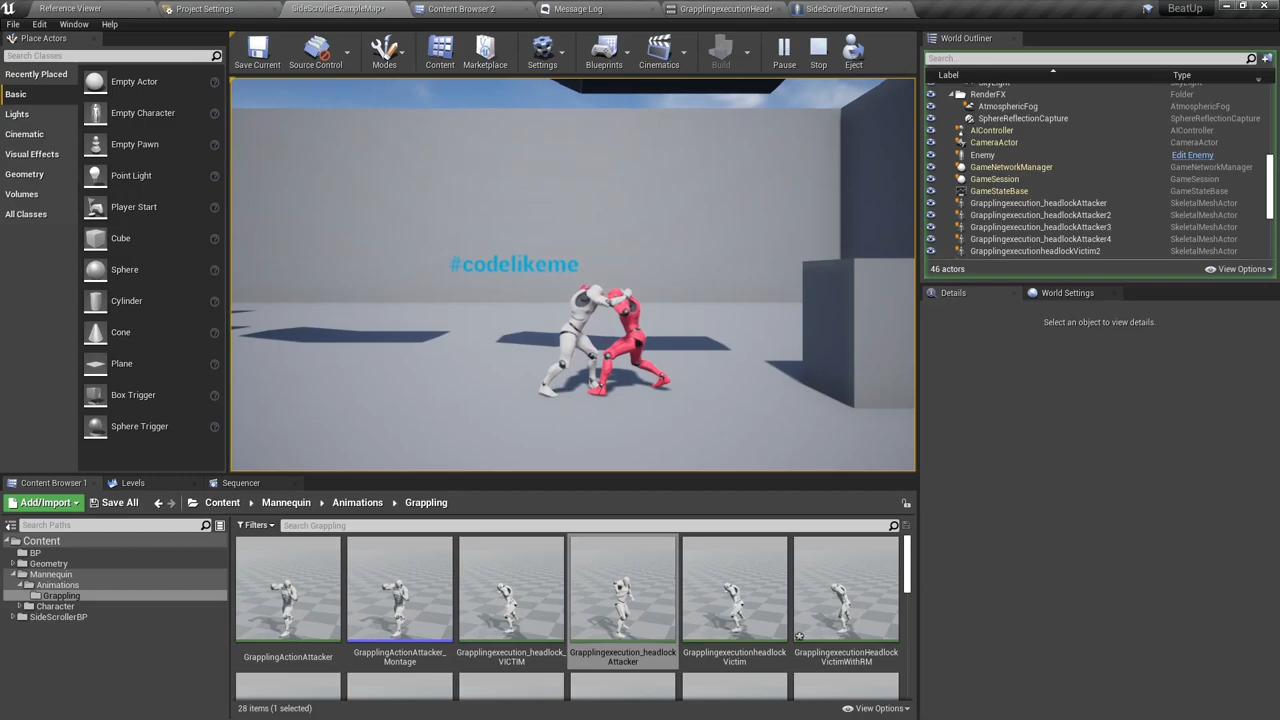 Reference Viewer
Project Settings
SideScrollerExampleMap*
Content Browser 2
Message Log
GrapplingexecutionHead*
SideScrollerCharacter*
BeatUp
File Edit Window Help
Place Actors
Search Classes
Recently Placed
Basic
Lights
Cinematic
Visual Effects
Geometry
Volumes
All Classes
Empty Actor
Empty Character
Empty Pawn
Point Light
Player Start
Cube
Sphere
Cylinder
Cone
Plane
Box Trigger
Sphere Trigger
Save Current
Source Control
Modes
Content
Marketplace
Settings
Blueprints
Cinematics
Build
Pause
Stop
Eject
#codelikeme
World Outliner
Search...
Label Type
RenderFX Folder
AtmosphericFog AtmosphericFog
SphereReflectionCapture SphereReflectionCapture
AIController AIController
CameraActor CameraActor
Enemy Edit Enemy
GameNetworkManager GameNetworkManager
GameSession GameSession
GameStateBase GameStateBase
Grapplingexecution_headlockAttacker SkeletalMeshActor
Grapplingexecution_headlockAttacker2 SkeletalMeshActor
Grapplingexecution_headlockAttacker3 SkeletalMeshActor
Grapplingexecution_headlockAttacker4 SkeletalMeshActor
GrapplingexecutionheadlockVictim2 SkeletalMeshActor
46 actors
View Options
Details
World Settings
Select an object to view details.
Content Browser 1
Levels
Sequencer
Add/Import
Save All
Content Mannequin Animations Grappling
Search Paths
Filters
Search Grappling
Content
BP
Geometry
Mannequin
Animations
Grappling
Character
SideScrollerBP
GrapplingActionAttacker
GrapplingActionAttacker_
Montage
Grapplingexecution_headlock_
VICTIM
Grapplingexecution_headlock
Attacker
Grapplingexecutionheadlock
Victim
GrapplingexecutionHeadlock
VictimWithRM
28 items (1 selected)
View Options